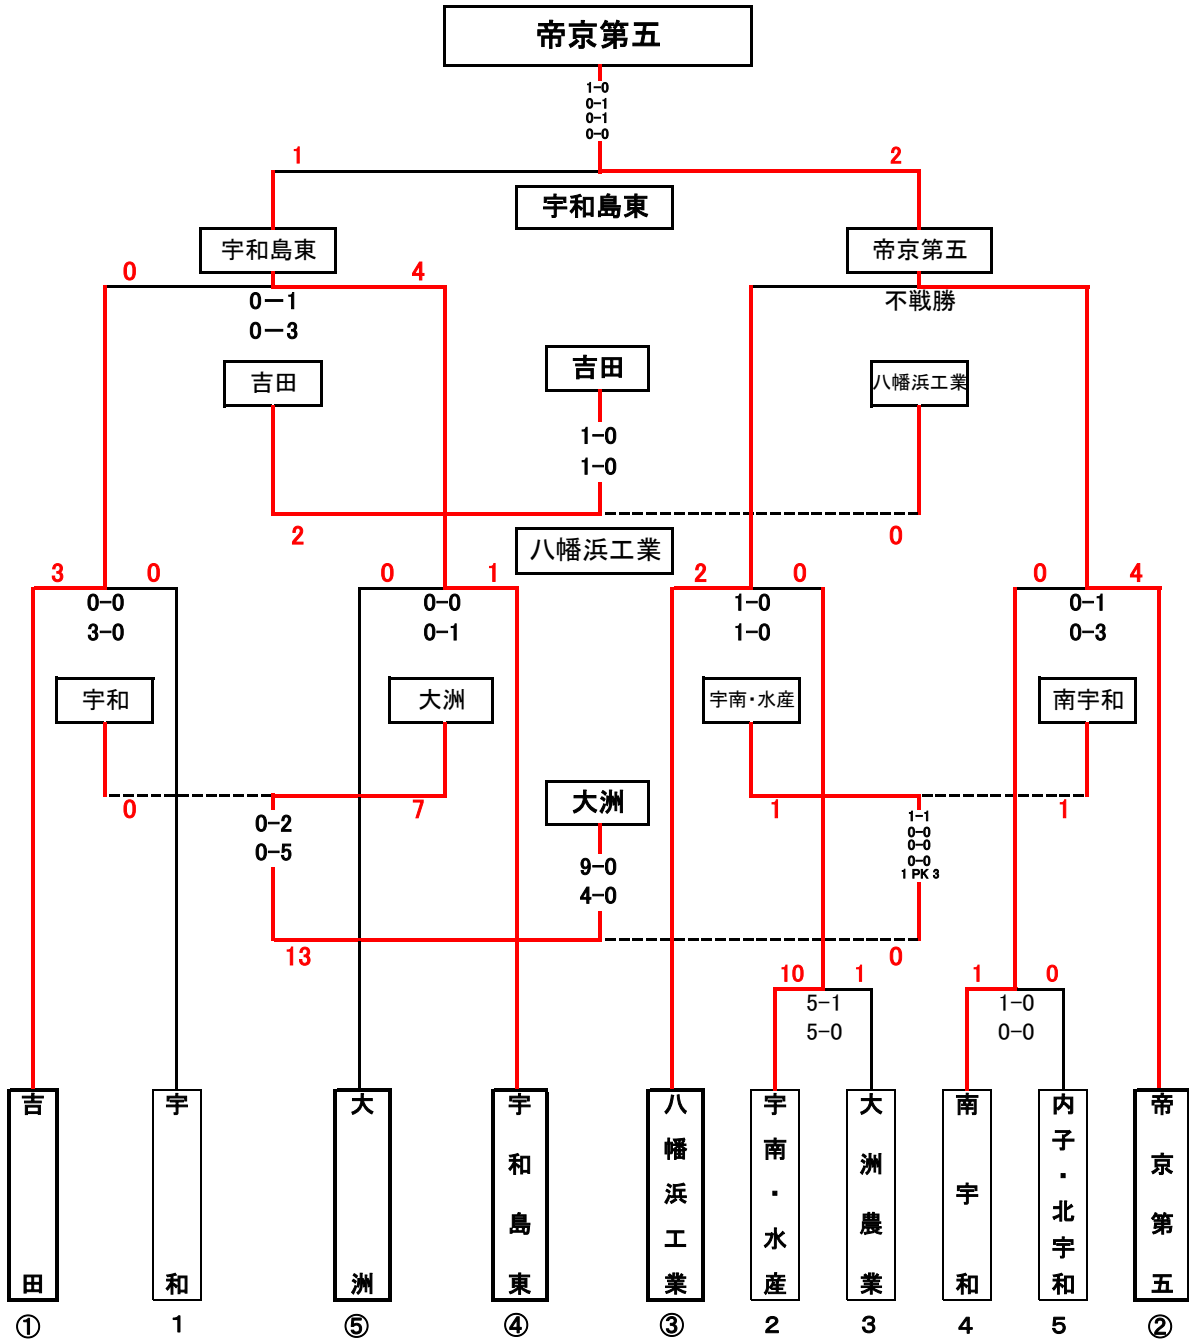 帝京第五
1-0
0-1
0-1
0-0
1
2
宇和島東
宇和島東
帝京第五
0
4
0ー1
0ー3
不戦勝
吉田
吉田
八幡浜工業
1-0
1-0
2
0
八幡浜工業
3
0
0
1
2
0
0
4
0-0
3-0
0-0
0-1
1-0
1-0
0-1
0-3
宇和
大洲
宇南・水産
南宇和
0
7
大洲
1
1
0-2
0-5
9-0
4-0
1-1
0-0
0-0
0-0
1 PK 3
13
0
10
1
1
0
5-1
5-0
1-0
0-0
吉田
宇和
大洲
宇和島東
八幡浜工業
宇南・水産
大洲農業
南宇和
内子・北宇和
帝京第五
①
1
⑤
④
③
2
3
4
5
②